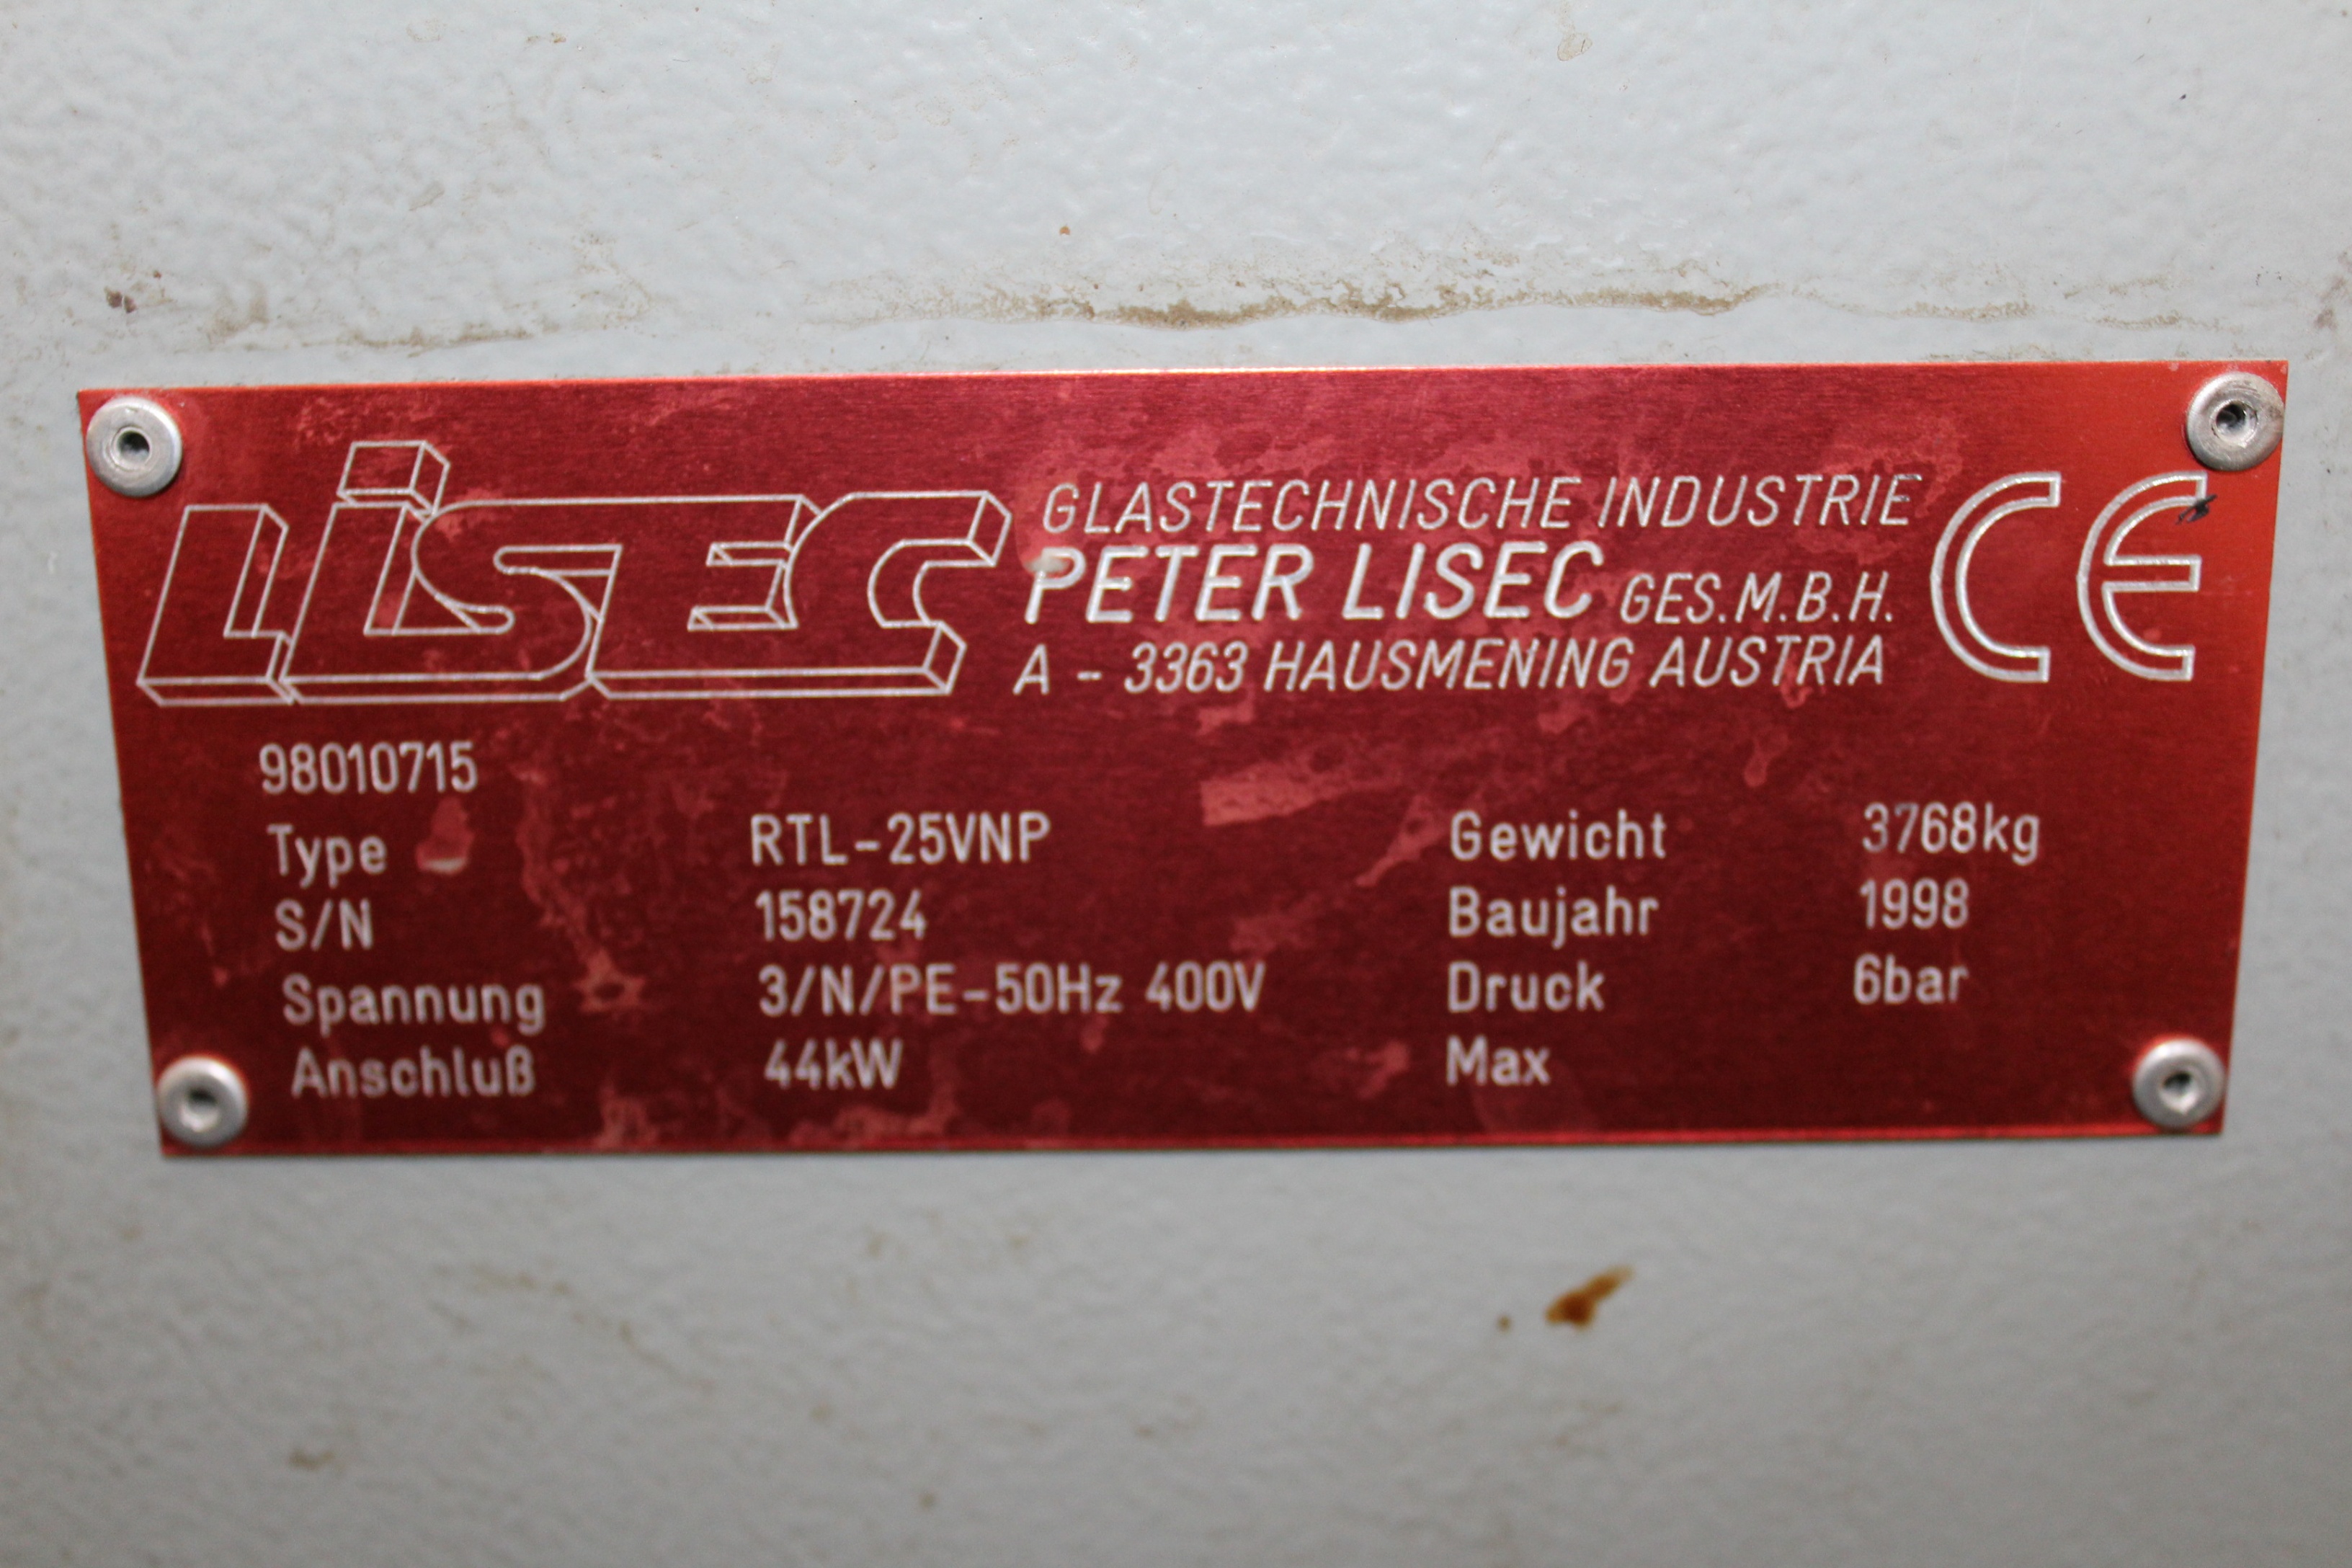 LiSEC
GLASTECHNISCHE INDUSTRIE
PETER LISEC GES.M.B.H.
A - 3363 HAUSMENING AUSTRIA
CE
98010715
Type RTL-25VNP Gewicht 3768kg
S/N 158724 Baujahr 1998
Spannung 3/N/PE-50Hz 400V Druck 6bar
Anschluß 44kW Max